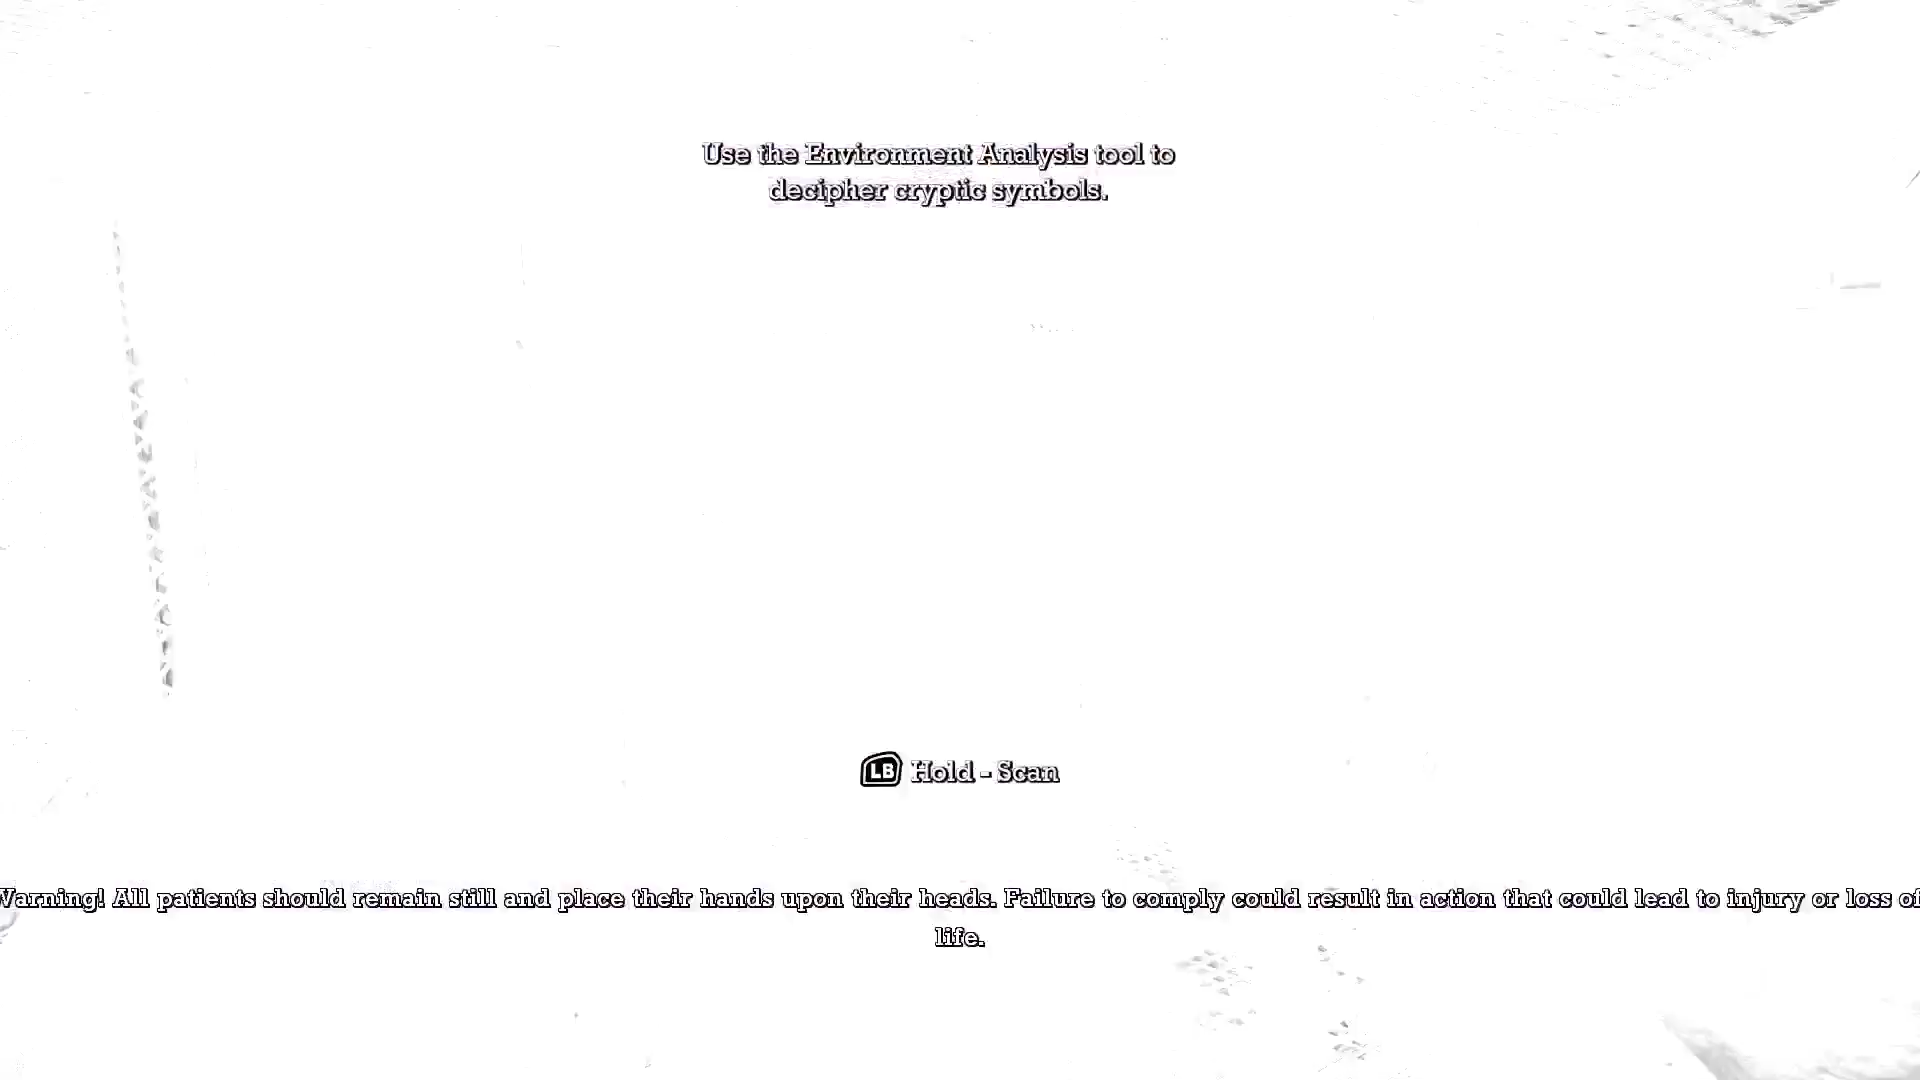 Use the Environment Analysis tool to
decipher cryptic symbols.
LB Hold - Scan
Warning! All patients should remain still and place their hands upon their heads. Failure to comply could result in action that could lead to injury or loss of
life.